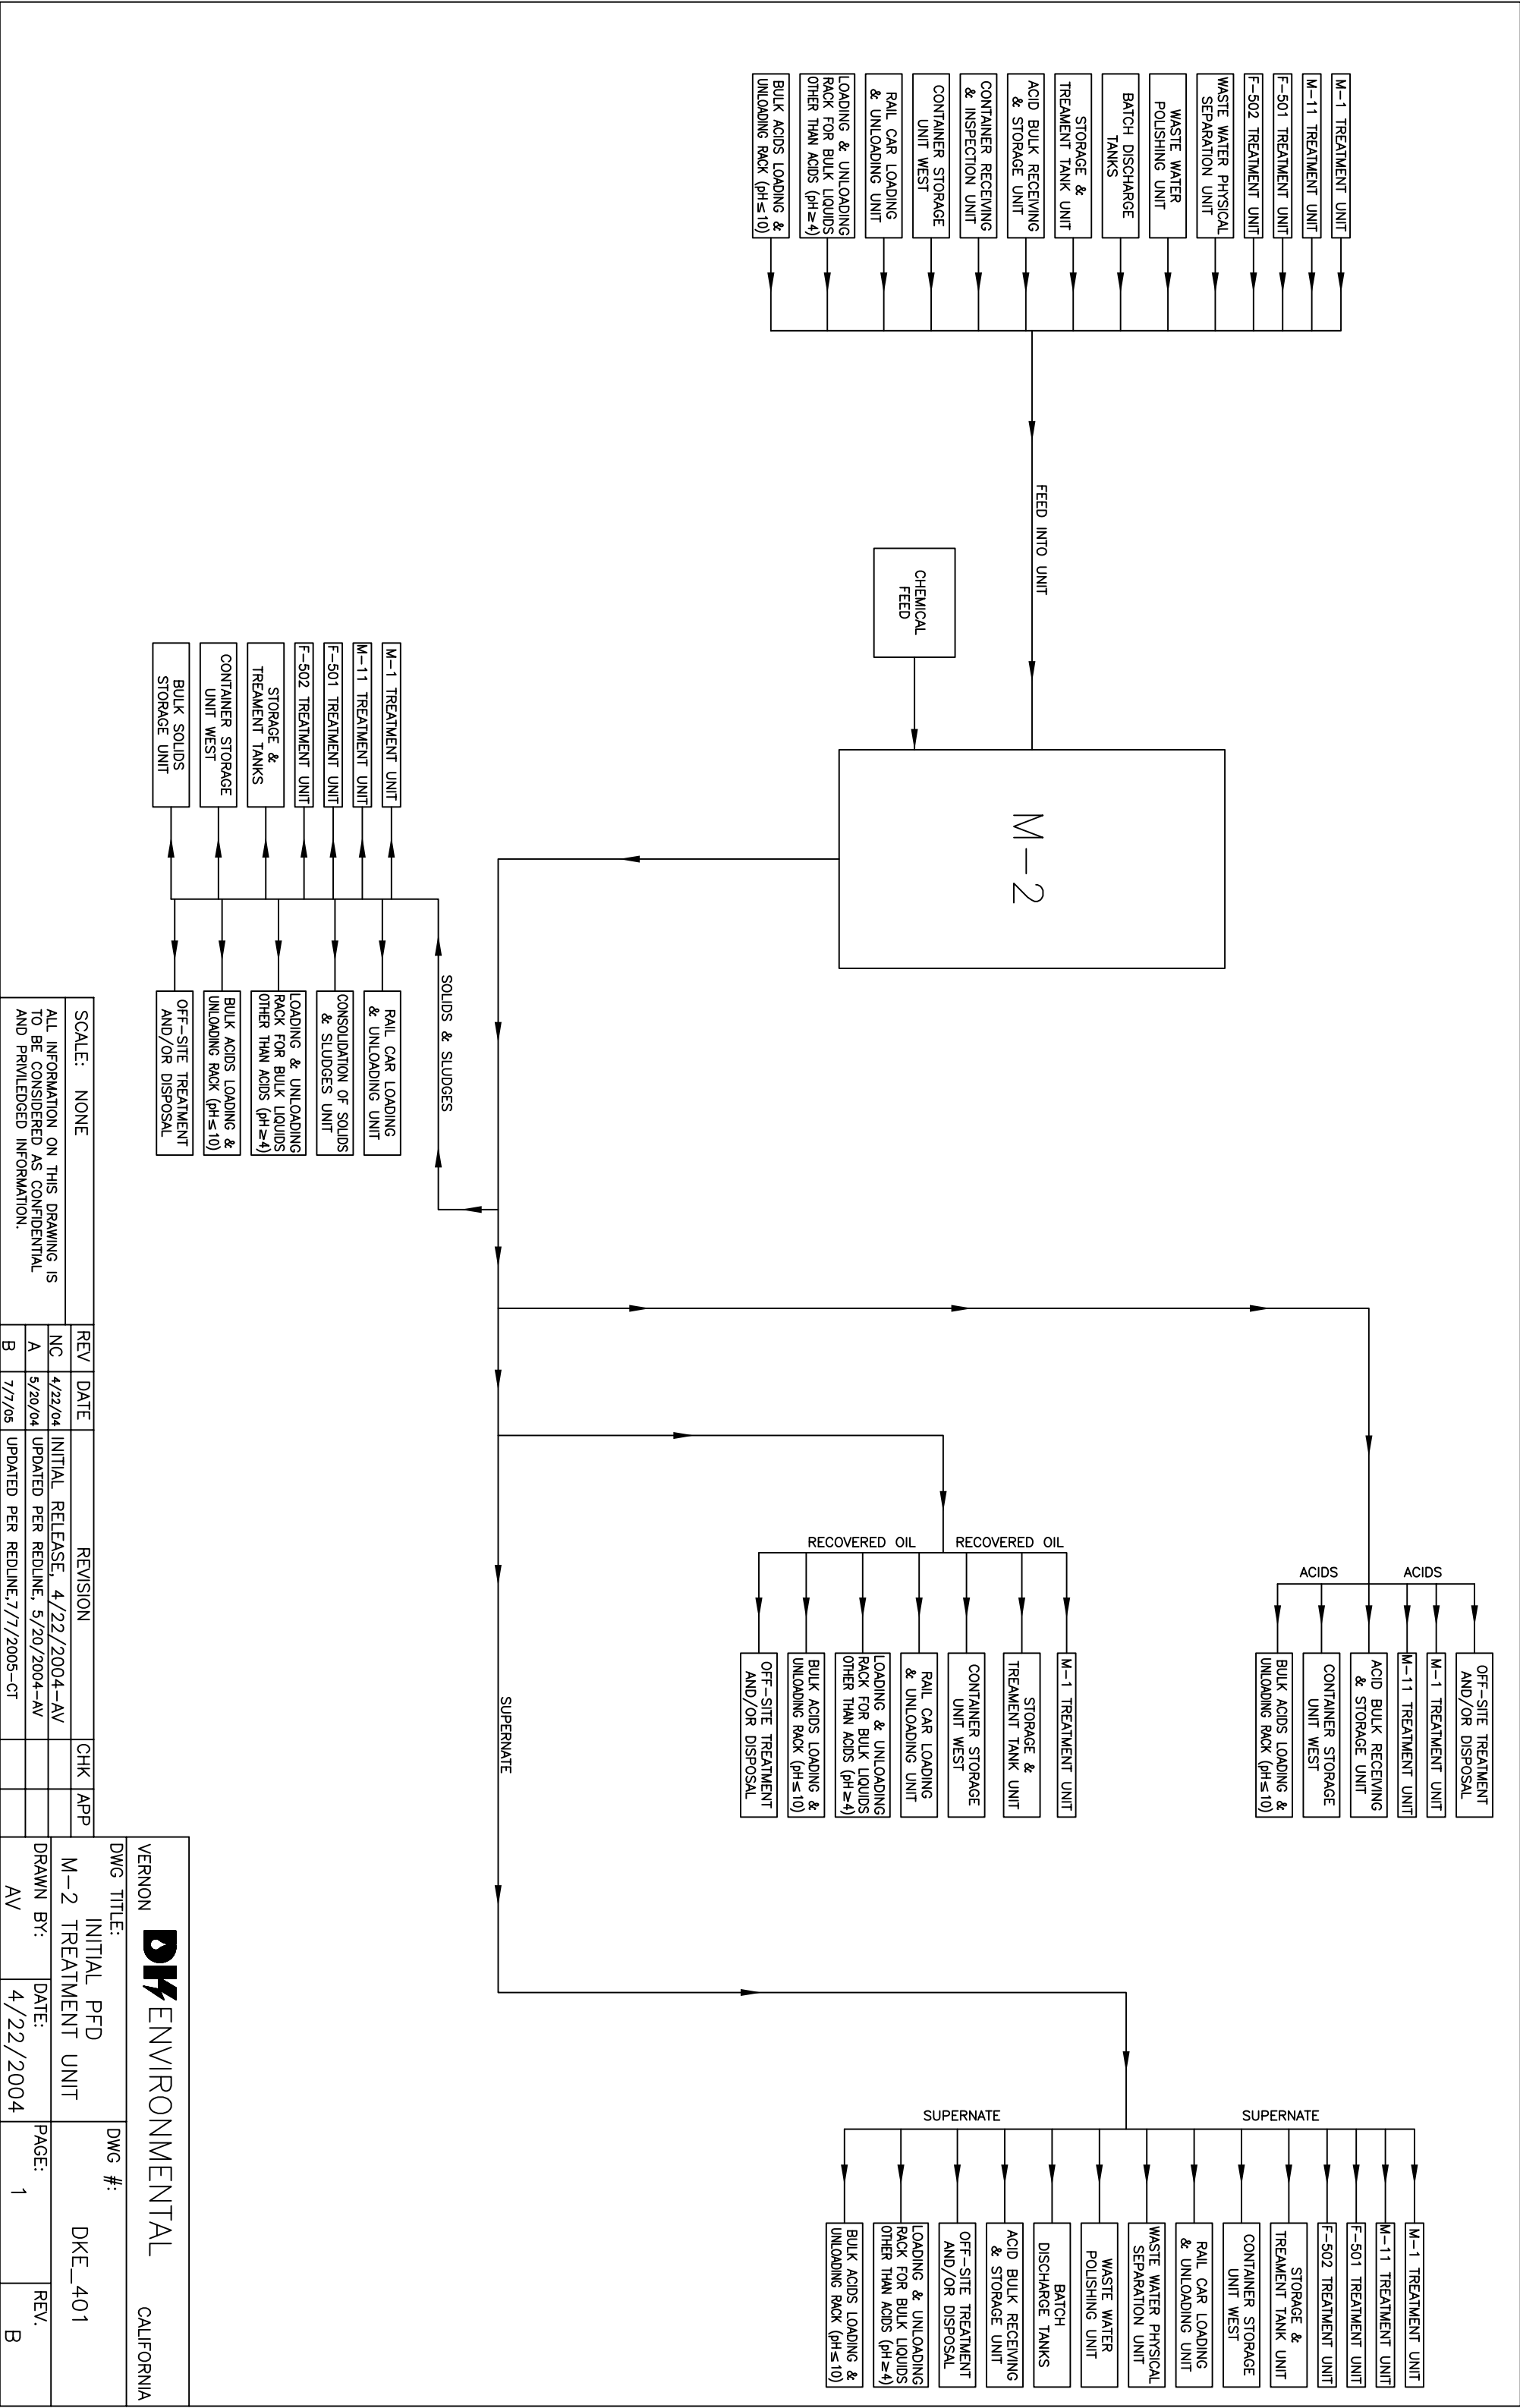 M-1 TREATMENT UNIT
M-11 TREATMENT UNIT
F-501 TREATMENT UNIT
F-502 TREATMENT UNIT
WASTE WATER PHYSICAL
SEPARATION UNIT
WASTE WATER
POLISHING UNIT
BATCH DISCHARGE
TANKS
STORAGE &
TREAMENT TANK UNIT
ACID BULK RECEIVING
& STORAGE UNIT
CONTAINER RECEIVING
& INSPECTION UNIT
CONTAINER STORAGE
UNIT WEST
RAIL CAR LOADING
& UNLOADING UNIT
LOADING & UNLOADING
RACK FOR BULK LIQUIDS
OTHER THAN ACIDS (pH≥4)
BULK ACIDS LOADING &
UNLOADING RACK (pH≤10)
FEED INTO UNIT
CHEMICAL
FEED
M-2
M-1 TREATMENT UNIT
M-11 TREATMENT UNIT
F-501 TREATMENT UNIT
F-502 TREATMENT UNIT
STORAGE &
TREAMENT TANKS
CONTAINER STORAGE
UNIT WEST
BULK SOLIDS
STORAGE UNIT
SOLIDS & SLUDGES
RAIL CAR LOADING
& UNLOADING UNIT
CONSOLIDATION OF SOLIDS
& SLUDGES UNIT
LOADING & UNLOADING
RACK FOR BULK LIQUIDS
OTHER THAN ACIDS (pH≥4)
BULK ACIDS LOADING &
UNLOADING RACK (pH≤10)
OFF-SITE TREATMENT
AND/OR DISPOSAL
ACIDS
ACIDS
OFF-SITE TREATMENT
AND/OR DISPOSAL
M-1 TREATMENT UNIT
M-11 TREATMENT UNIT
ACID BULK RECEIVING
& STORAGE UNIT
CONTAINER STORAGE
UNIT WEST
BULK ACIDS LOADING &
UNLOADING RACK (pH≤10)
RECOVERED OIL
RECOVERED OIL
M-1 TREATMENT UNIT
STORAGE &
TREAMENT TANK UNIT
CONTAINER STORAGE
UNIT WEST
RAIL CAR LOADING
& UNLOADING UNIT
LOADING & UNLOADING
RACK FOR BULK LIQUIDS
OTHER THAN ACIDS (pH≥4)
BULK ACIDS LOADING &
UNLOADING RACK (pH≤10)
OFF-SITE TREATMENT
AND/OR DISPOSAL
SUPERNATE
SUPERNATE
SUPERNATE
M-1 TREATMENT UNIT
M-11 TREATMENT UNIT
F-501 TREATMENT UNIT
F-502 TREATMENT UNIT
STORAGE &
TREAMENT TANK UNIT
CONTAINER STORAGE
UNIT WEST
RAIL CAR LOADING
& UNLOADING UNIT
WASTE WATER PHYSICAL
SEPARATION UNIT
WASTE WATER
POLISHING UNIT
BATCH
DISCHARGE TANKS
ACID BULK RECEIVING
& STORAGE UNIT
OFF-SITE TREATMENT
AND/OR DISPOSAL
LOADING & UNLOADING
RACK FOR BULK LIQUIDS
OTHER THAN ACIDS (pH≥4)
BULK ACIDS LOADING &
UNLOADING RACK (pH≤10)
SCALE: NONE
ALL INFORMATION ON THIS DRAWING IS
TO BE CONSIDERED AS CONFIDENTIAL
AND PRIVILEDGED INFORMATION.
REV DATE REVISION CHK APP
NC 4/22/04 INITIAL RELEASE, 4/22/2004-AV
A 5/20/04 UPDATED PER REDLINE, 5/20/2004-AV
B 7/7/05 UPDATED PER REDLINE,7/7/2005-CT
VERNON DK ENVIRONMENTAL CALIFORNIA
DWG TITLE:
INITIAL PFD
M-2 TREATMENT UNIT
DWG #:
DKE_401
DRAWN BY:
AV
DATE:
4/22/2004
PAGE:
1
REV.
B